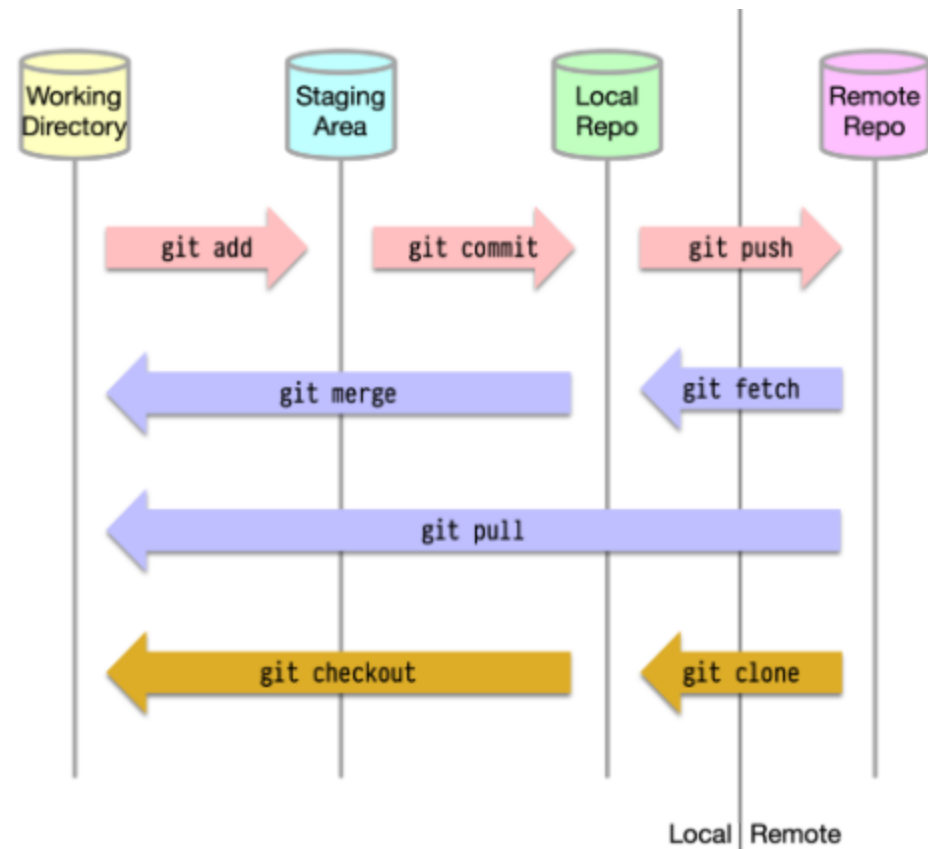 Working
Directory
Staging
Area
Local
Repo
Remote
Repo
git add
git commit
git push
git merge
git fetch
git pull
git checkout
git clone
Local
Remote